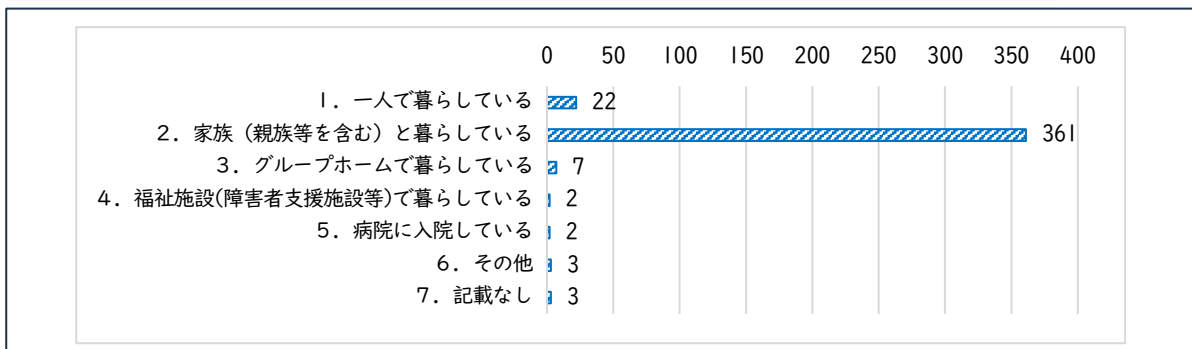 0 50 100 150 200 250 300 350 400
1．一人で暮らしている 22
2．家族（親族等を含む）と暮らしている 361
3．グループホームで暮らしている 7
4．福祉施設(障害者支援施設等)で暮らしている 2
5．病院に入院している 2
6．その他 3
7．記載なし 3